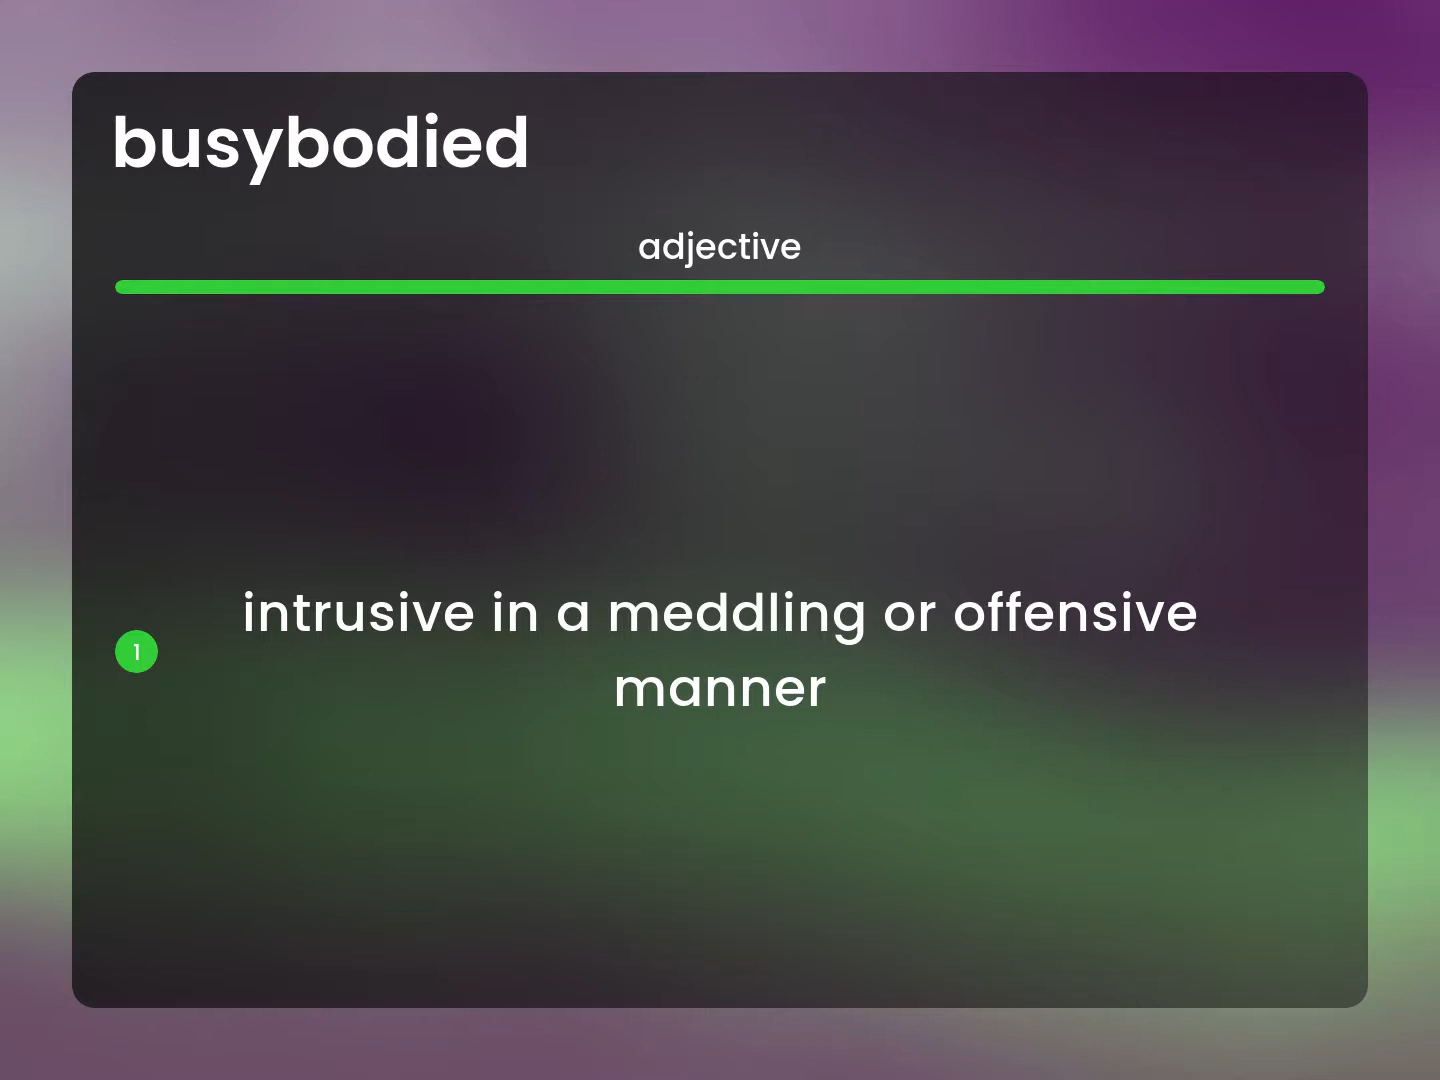 busybodied
adjective
1
intrusive in a meddling or offensive
manner